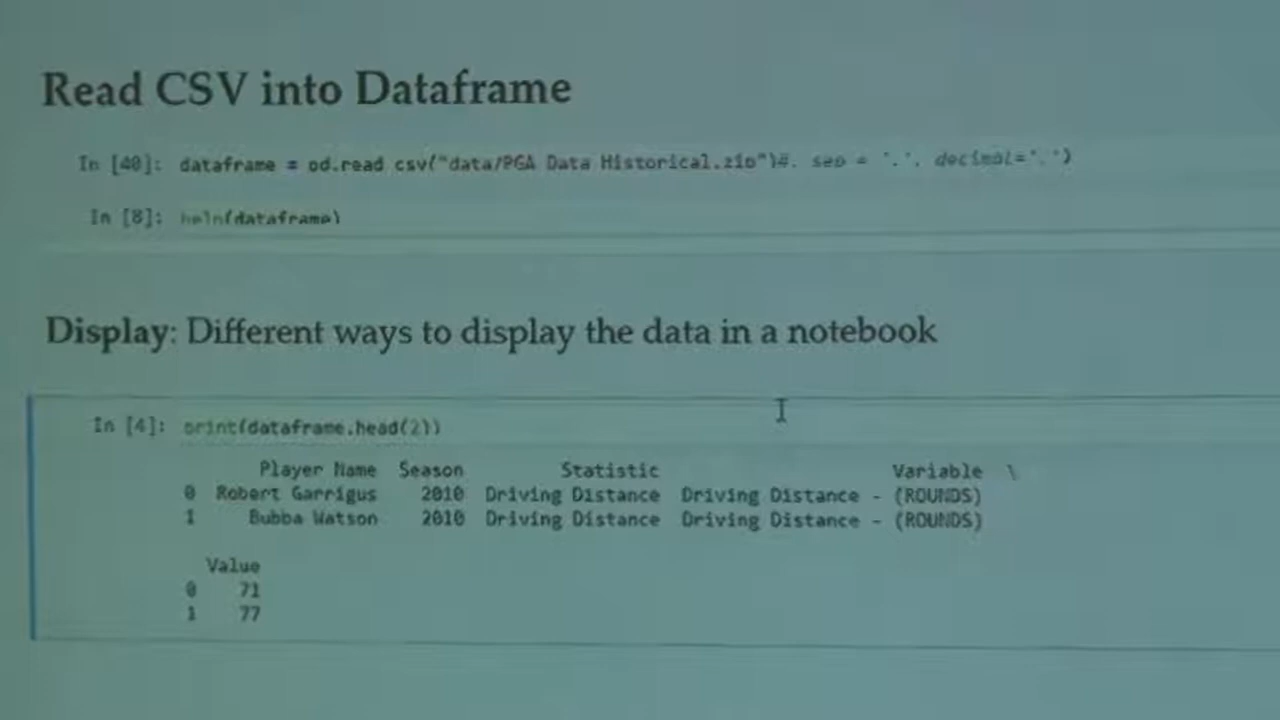 Read CSV into Dataframe
In [40]: dataframe = pd.read_csv("data/PGA_Data_Historical.zip")#, sep = '.', decimal='.')
In [8]: help(dataframe)
Display: Different ways to display the data in a notebook
In [4]: print(dataframe.head(2))
Player Name Season Statistic Variable \
0 Robert Garrigus 2010 Driving Distance Driving Distance - (ROUNDS)
1 Bubba Watson 2010 Driving Distance Driving Distance - (ROUNDS)
Value
0 71
1 77